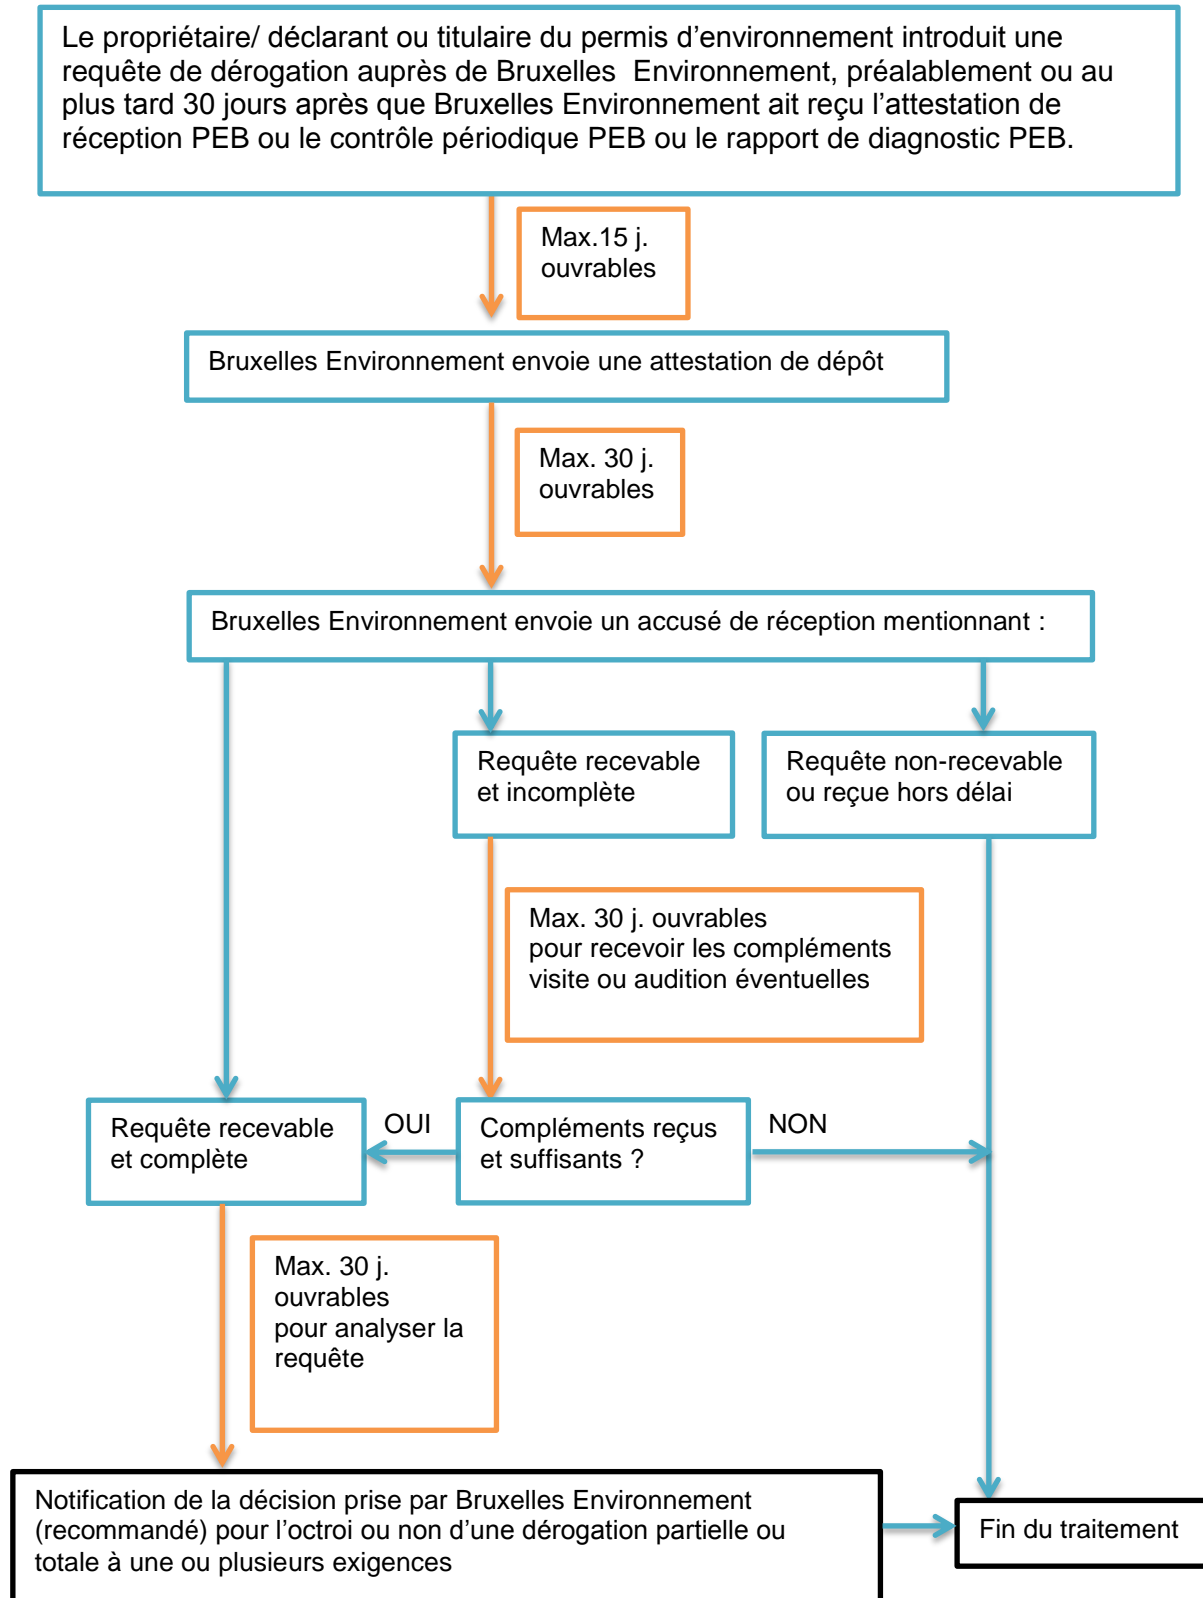 Le propriétaire/ déclarant ou titulaire du permis d’environnement introduit une
requête de dérogation auprès de Bruxelles  Environnement, préalablement ou au
plus tard 30 jours après que Bruxelles Environnement ait reçu l’attestation de
réception PEB ou le contrôle périodique PEB ou le rapport de diagnostic PEB.
Max.15 j.
ouvrables
Bruxelles Environnement envoie une attestation de dépôt
Max. 30 j.
ouvrables
Bruxelles Environnement envoie un accusé de réception mentionnant :
Requête recevable
et incomplète
Requête non-recevable
ou reçue hors délai
Max. 30 j. ouvrables
pour recevoir les compléments
visite ou audition éventuelles
Requête recevable
et complète
OUI
Compléments reçus
et suffisants ?
NON
Max. 30 j.
ouvrables
pour analyser la
requête
Notification de la décision prise par Bruxelles Environnement
(recommandé) pour l’octroi ou non d’une dérogation partielle ou
totale à une ou plusieurs exigences
Fin du traitement